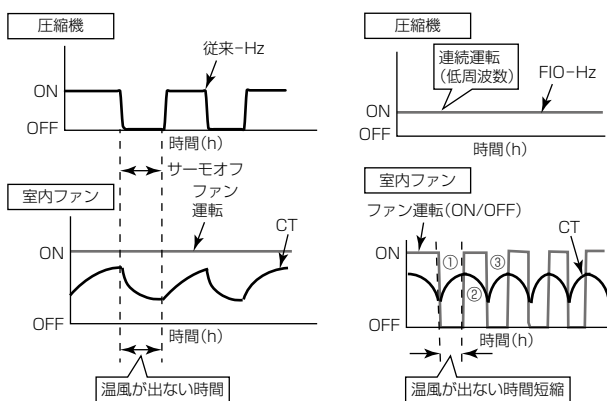 圧縮機
従来-Hz
ON
OFF
時間(h)
サーモオフ
室内ファン
ファン
運転
CT
ON
OFF
時間(h)
温風が出ない時間
圧縮機
連続運転
(低周波数)
FIO-Hz
ON
OFF
時間(h)
室内ファン
ファン運転(ON/OFF)
CT
ON
① ③
②
OFF
時間(h)
温風が出ない時間短縮